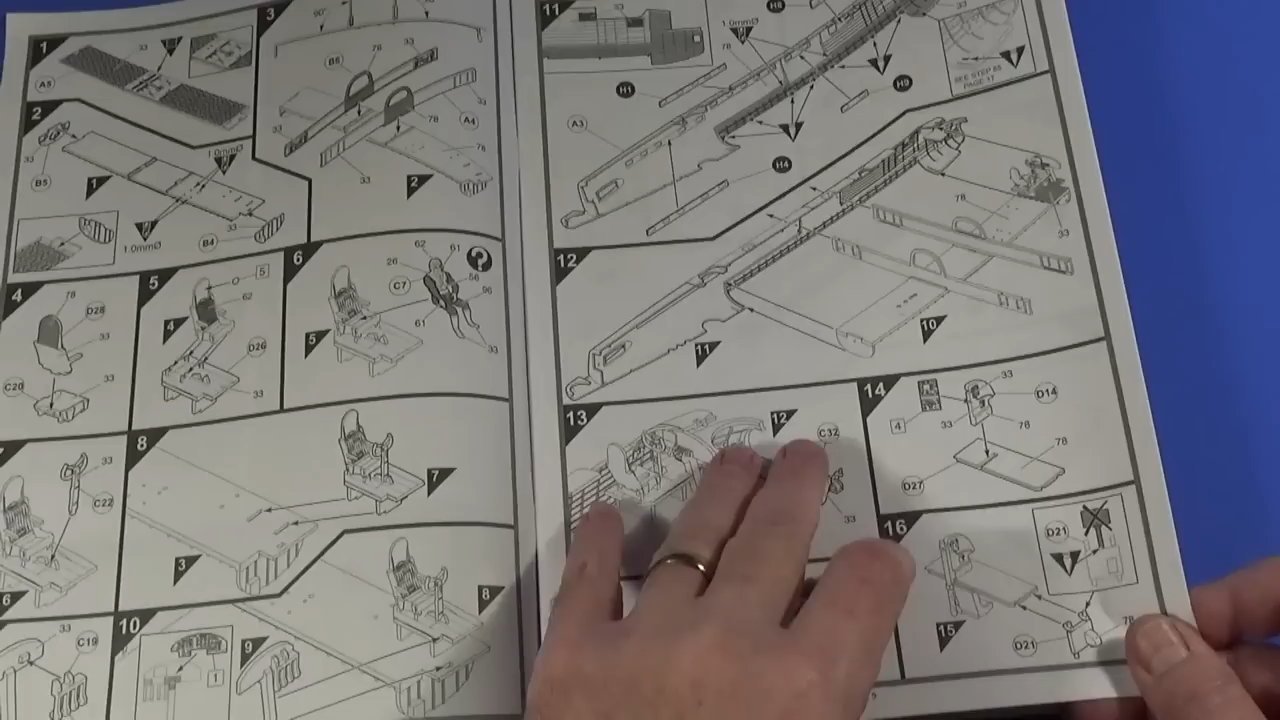 1
33
A5
2
33
B5
1
1.0mmØ
1.0mmØ
33
B4
3
90°
B6
78
33
33
A4
33
78
78
33
2
4
78
D28
33
C20
5
5
62
4
D26
33
6
62
61
26
C7
56
96
61
33
5
?
33
C22
6
8
7
3
8
33
C19
10
1
9
11
33
1.0mmØ
78
H8
33
H1
H9
A3
H4
SEE STEP 85
PAGE 17
12
78
33
11
10
13
12
C32
33
14
33
D14
4
33
78
78
D27
16
D21
15
D21
78
5